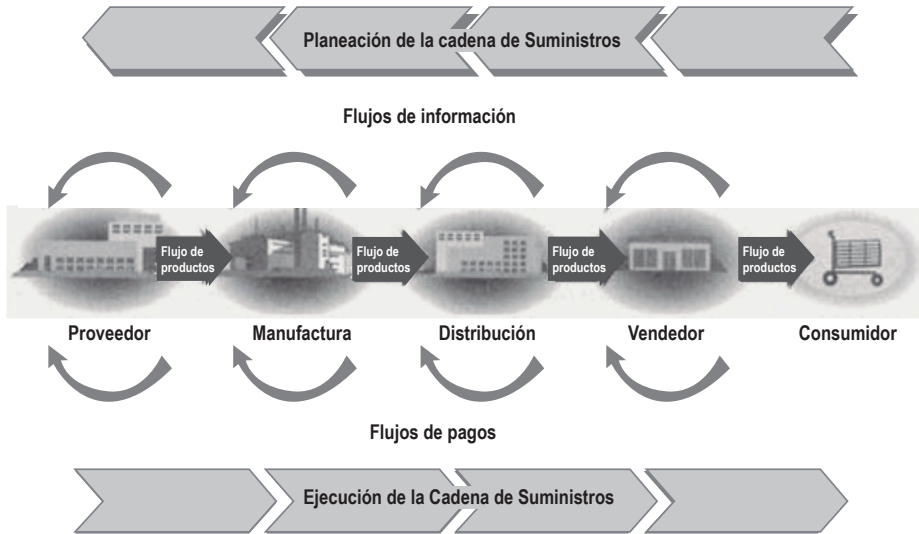 Planeación de la cadena de Suministros
Flujos de información
Flujo de
productos
Flujo de
productos
Flujo de
productos
Flujo de
productos
Proveedor
Manufactura
Distribución
Vendedor
Consumidor
Flujos de pagos
Ejecución de la Cadena de Suministros